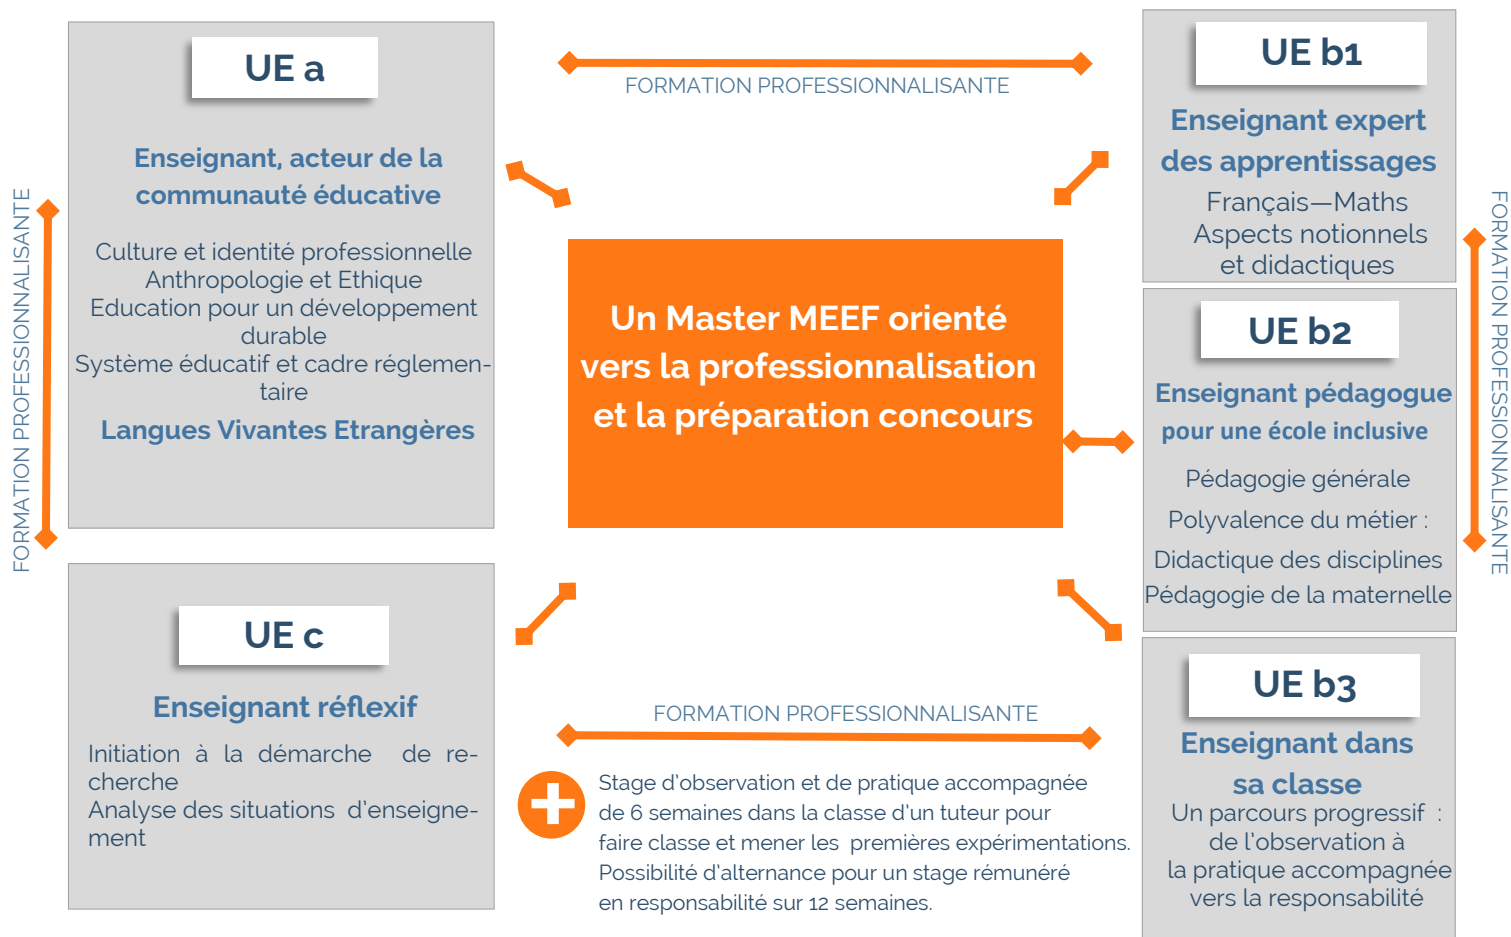 UE a
Enseignant, acteur de la
communauté éducative
Culture et identité professionnelle
Anthropologie et Ethique
Education pour un développement
durable
Système éducatif et cadre réglemen-
taire
Langues Vivantes Etrangères
FORMATION PROFESSIONNALISANTE
FORMATION PROFESSIONNALISANTE
UE b1
Enseignant expert
des apprentissages
Français—Maths
Aspects notionnels
et didactiques
Un Master MEEF orienté
vers la professionnalisation
et la préparation concours
UE b2
Enseignant pédagogue
pour une école inclusive
Pédagogie générale
Polyvalence du métier :
Didactique des disciplines
Pédagogie de la maternelle
FORMATION PROFESSIONNALISANTE
UE c
Enseignant réflexif
Initiation à la démarche de re-
cherche
Analyse des situations d'enseigne-
ment
FORMATION PROFESSIONNALISANTE
Stage d'observation et de pratique accompagnée
de 6 semaines dans la classe d'un tuteur pour
faire classe et mener les premières expérimentations.
Possibilité d'alternance pour un stage rémunéré
en responsabilité sur 12 semaines.
UE b3
Enseignant dans
sa classe
Un parcours progressif :
de l'observation à
la pratique accompagnée
vers la responsabilité